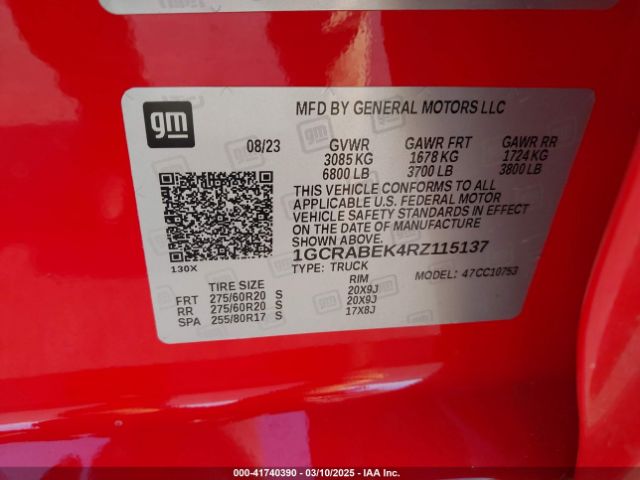 gm
MFD BY GENERAL MOTORS LLC
08/23 GVWR GAWR FRT GAWR RR
3085 KG 1678 KG 1724 KG
6800 LB 3700 LB 3800 LB
THIS VEHICLE CONFORMS TO ALL
APPLICABLE U.S. FEDERAL MOTOR
VEHICLE SAFETY STANDARDS IN EFFECT
ON THE DATE OF MANUFACTURE
SHOWN ABOVE.
1GCRABEK4RZ115137
TYPE: TRUCK MODEL: 47CC10753
130X
TIRE SIZE RIM
FRT 275/60R20 S 20X9J
RR 275/60R20 S 20X9J
SPA 255/80R17 S 17X8J
000-41740390 - 03/10/2025 - IAA Inc.